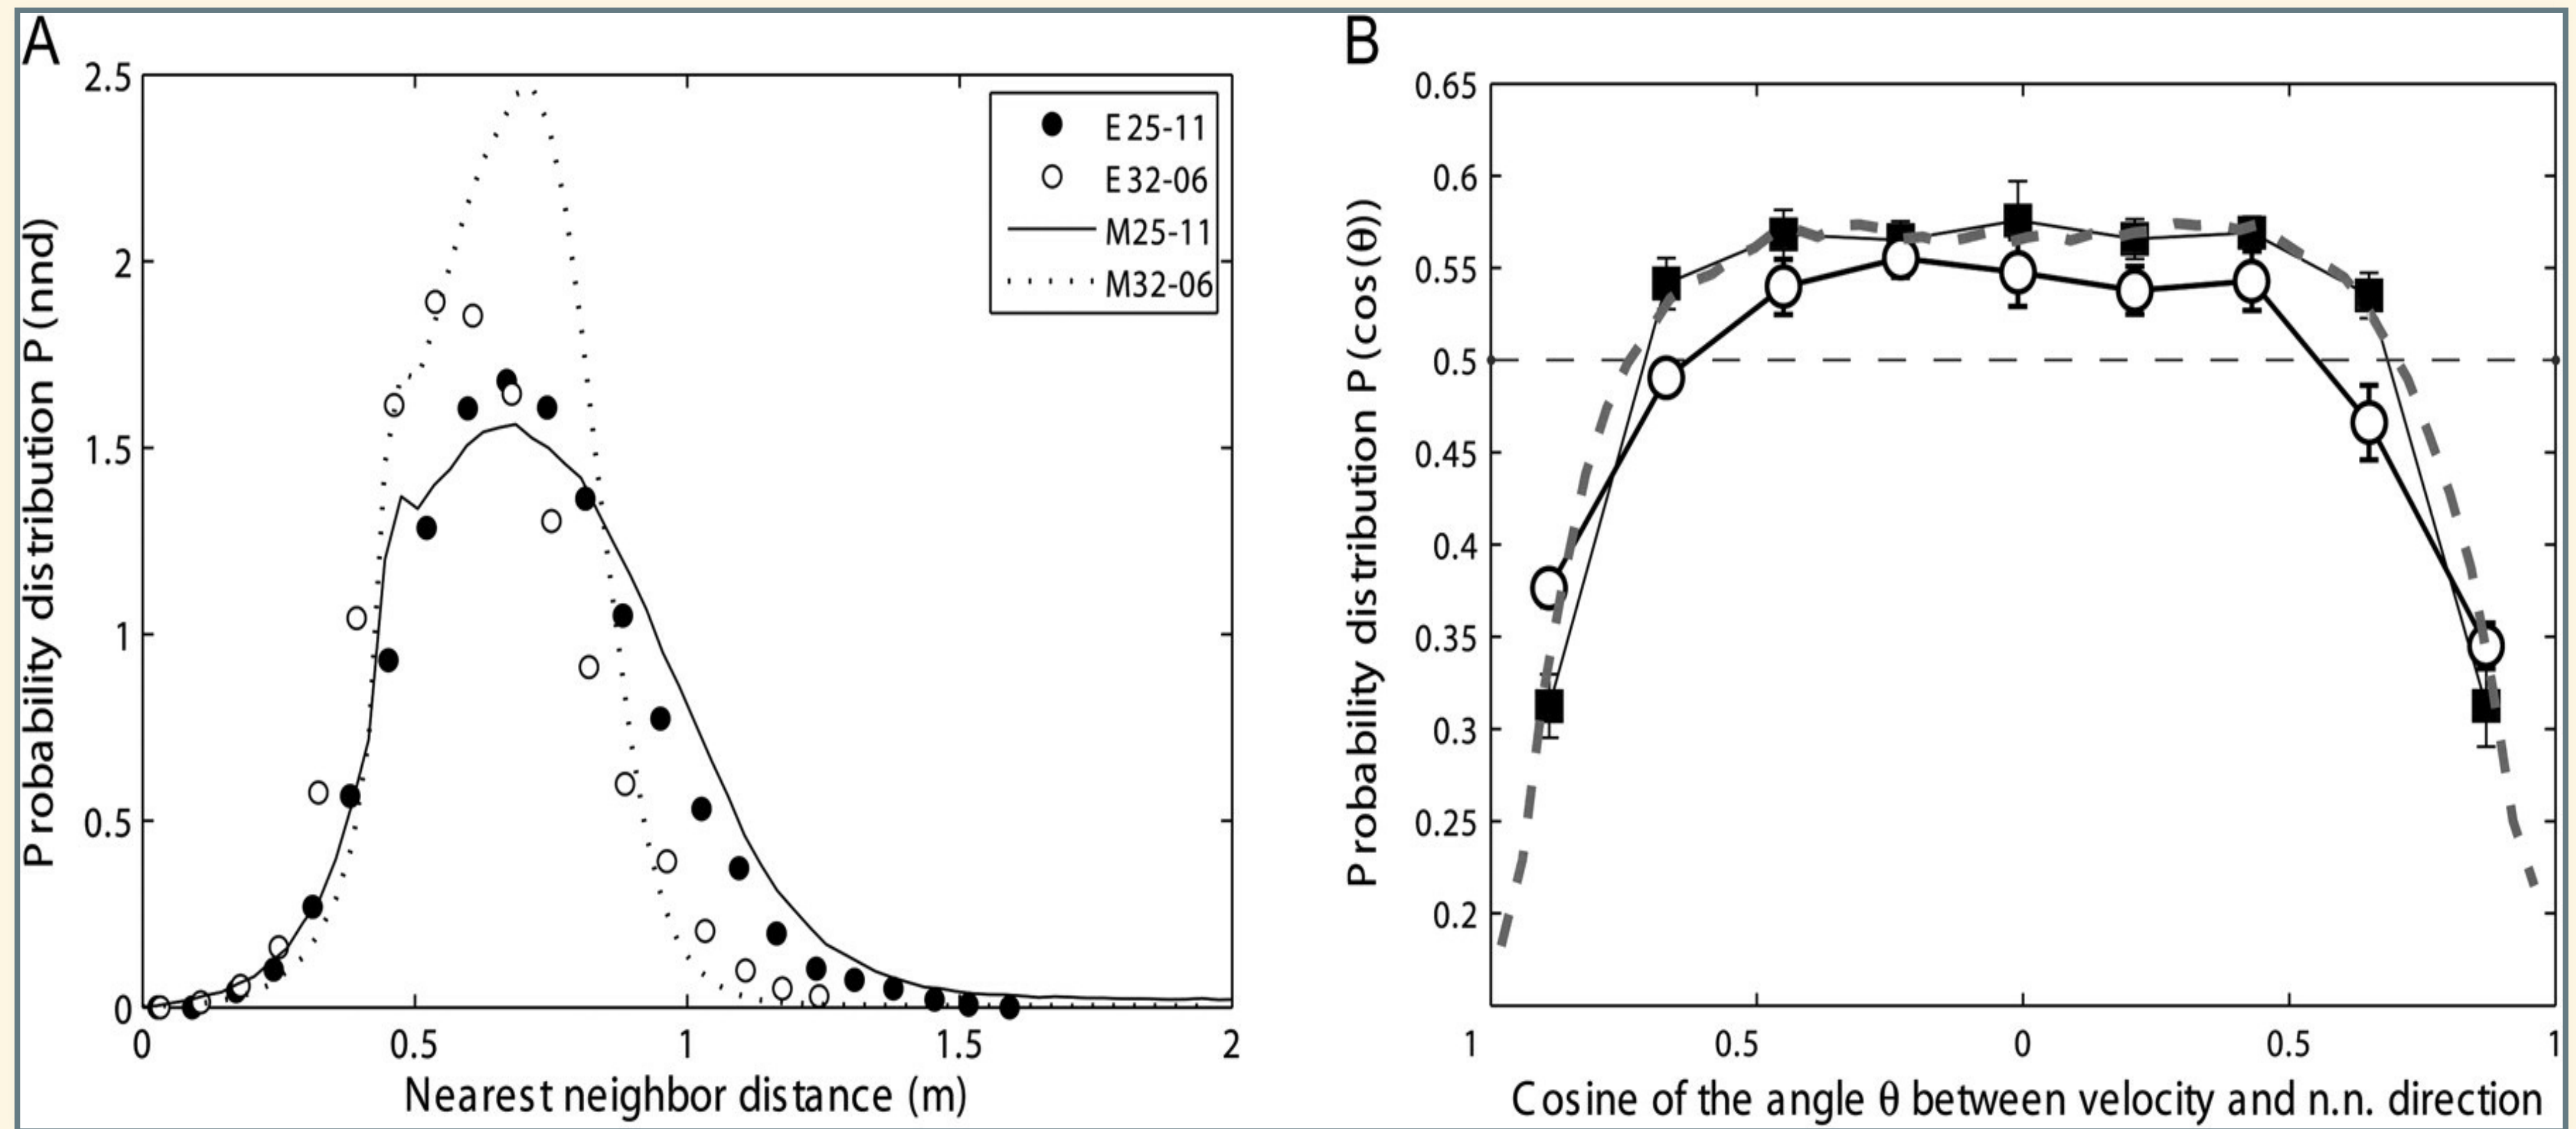 A
2.5
2
1.5
1
0.5
0
0
0.5
1
1.5
2
Probability distribution P (nnd)
Nearest neighbor distance (m)
E25-11
E32-06
M25-11
M32-06
B
0.65
0.6
0.55
0.5
0.45
0.4
0.35
0.3
0.25
0.2
1
0.5
0
0.5
1
Probability distribution P (cos(θ))
Cosine of the angle θ between velocity and n.n. direction